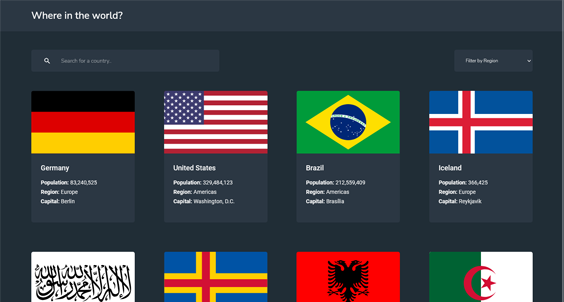 Where in the world?
Search for a country..
Filter by Region
Germany
Population: 83,240,525
Region: Europe
Capital: Berlin
United States
Population: 329,484,123
Region: Americas
Capital: Washington, D.C.
Brazil
Population: 212,559,409
Region: Americas
Capital: Brasília
Iceland
Population: 366,425
Region: Europe
Capital: Reykjavik